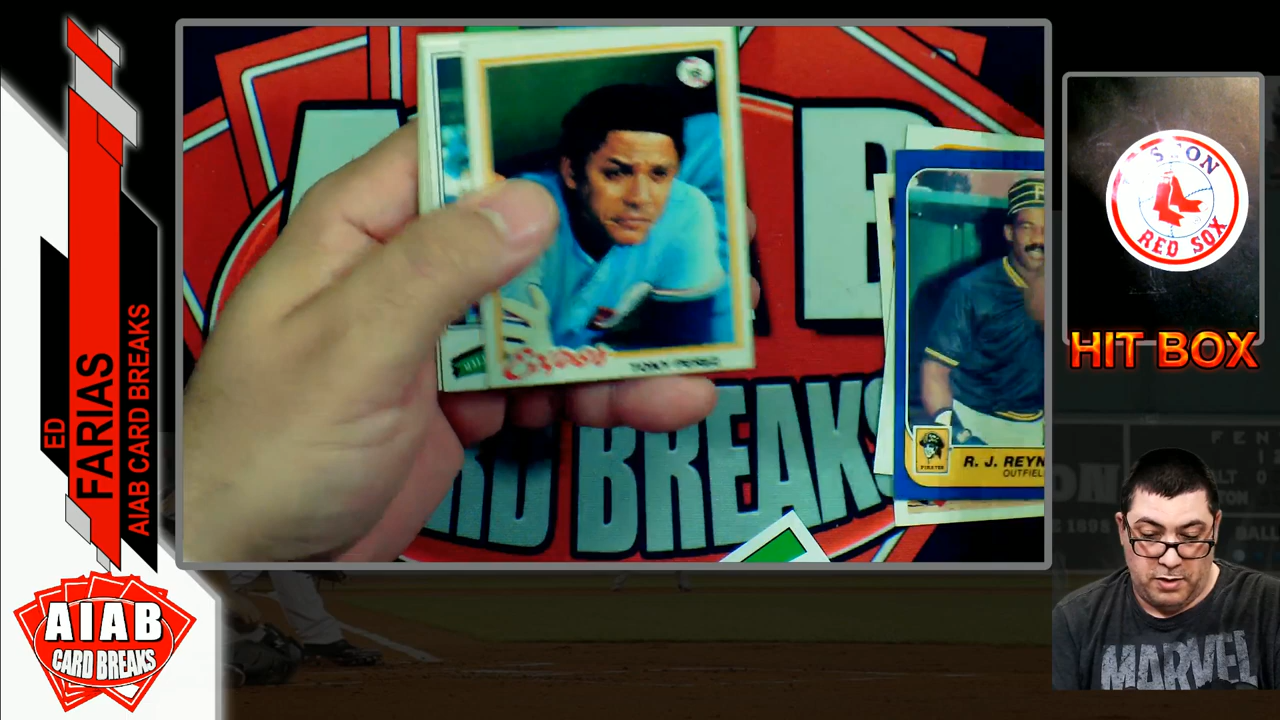 ED
FARIAS
AIAB CARD BREAKS
AIAB
CARD BREAKS
Expos
TONY PEREZ
BREAKS
R. J. REYN
OUTFIEL
PIRATES
RED SOX
HIT BOX
MARVEL